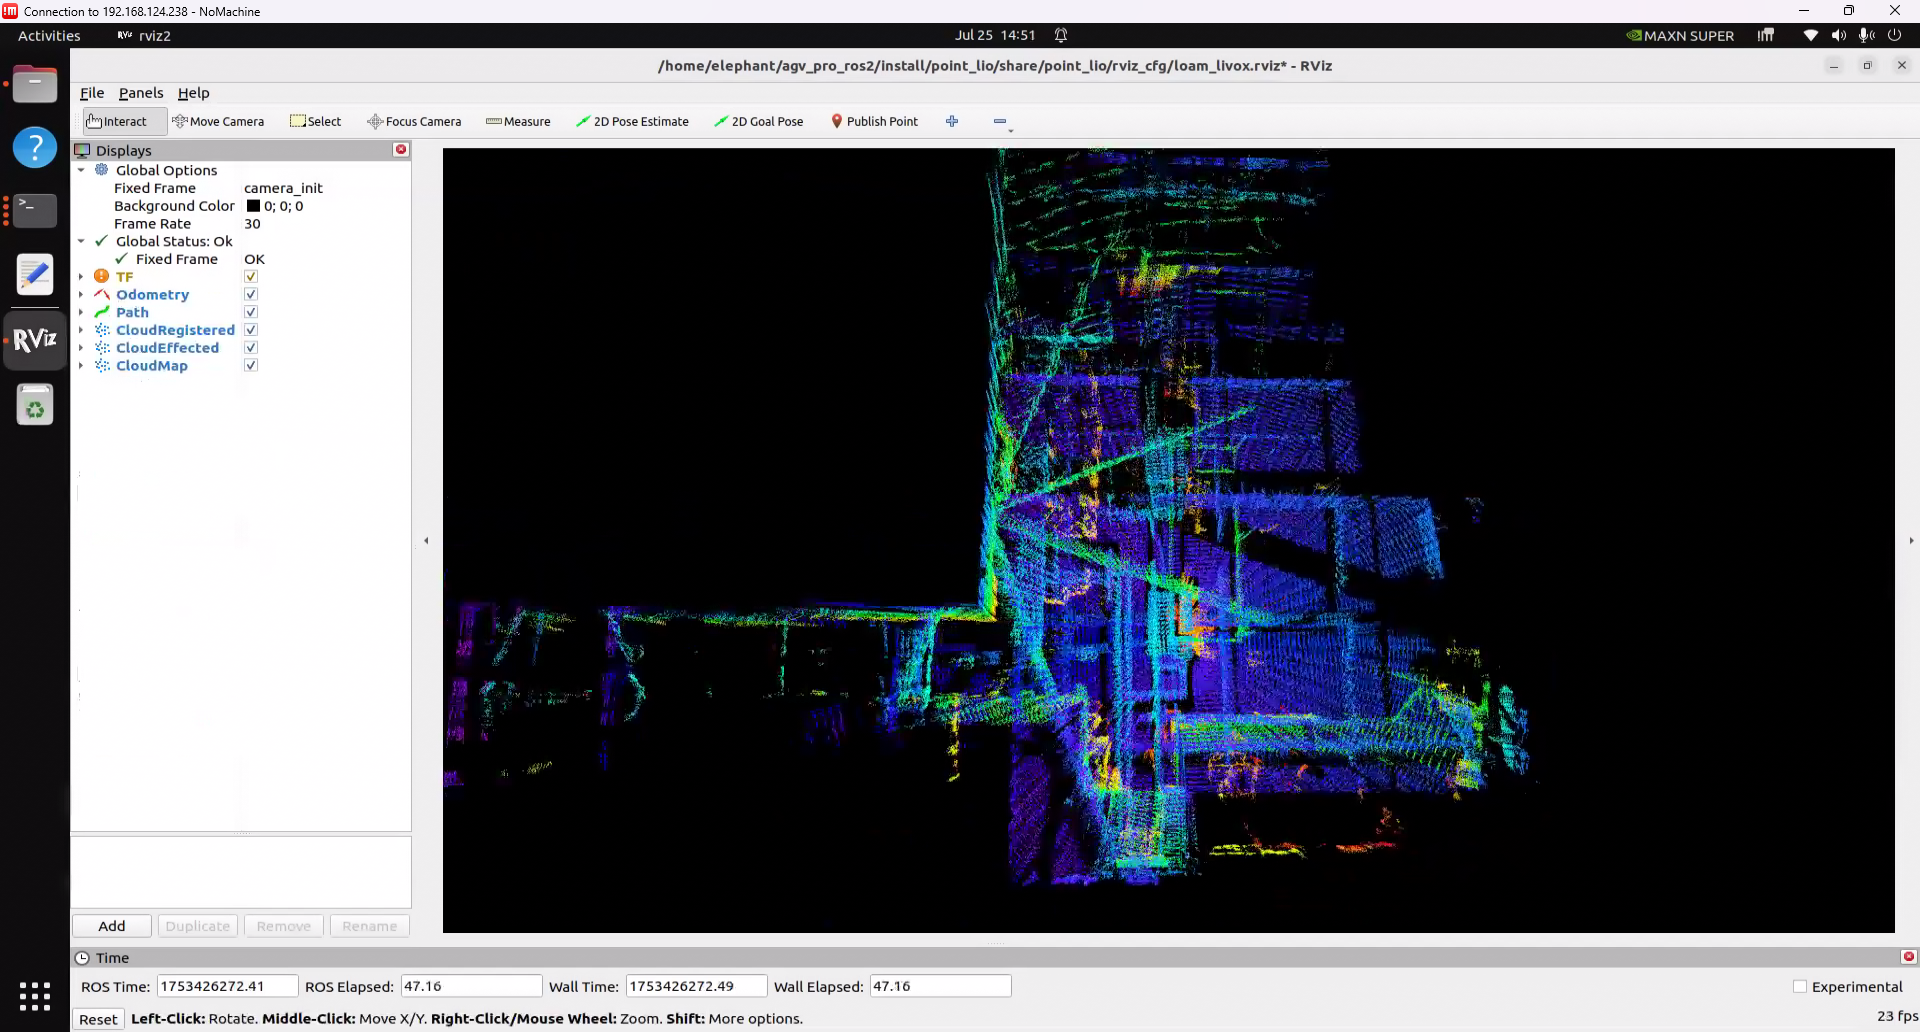 Connection to 192.168.124.238 - NoMachine
Activities rviz2 Jul 25 14:51 MAXN SUPER
/home/elephant/agv_pro_ros2/install/point_lio/share/point_lio/rviz_cfg/loam_livox.rviz* - RViz
File Panels Help
Interact Move Camera Select Focus Camera Measure 2D Pose Estimate 2D Goal Pose Publish Point
Displays
Global Options
Fixed Frame camera_init
Background Color 0; 0; 0
Frame Rate 30
Global Status: Ok
Fixed Frame OK
TF
Odometry
Path
CloudRegistered
CloudEffected
CloudMap
RViz
Add Duplicate Remove Rename
Time
ROS Time: 1753426272.41 ROS Elapsed: 47.16 Wall Time: 1753426272.49 Wall Elapsed: 47.16 Experimental
Reset Left-Click: Rotate. Middle-Click: Move X/Y. Right-Click/Mouse Wheel: Zoom. Shift: More options. 23 fps